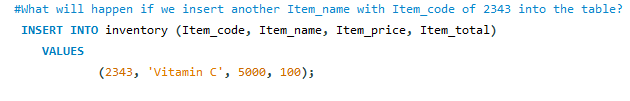 #What will happen if we insert another Item_name with Item_code of 2343 into the table?
INSERT INTO inventory (Item_code, Item_name, Item_price, Item_total)
VALUES
(2343, 'Vitamin C', 5000, 100);